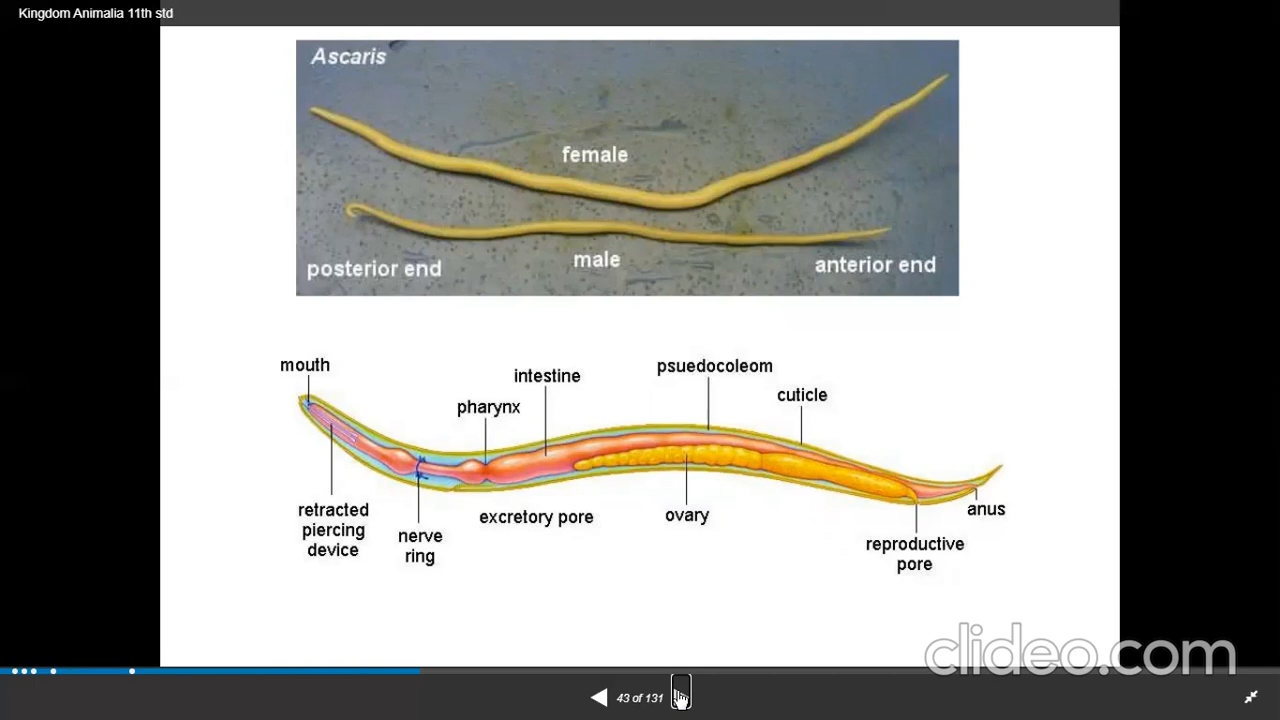 Kingdom Animalia 11th std
Ascaris
female
male
posterior end
anterior end
mouth
intestine
psuedocoleom
cuticle
pharynx
retracted
piercing
device
nerve
ring
excretory pore
ovary
reproductive
pore
anus
clideo.com
43 of 131